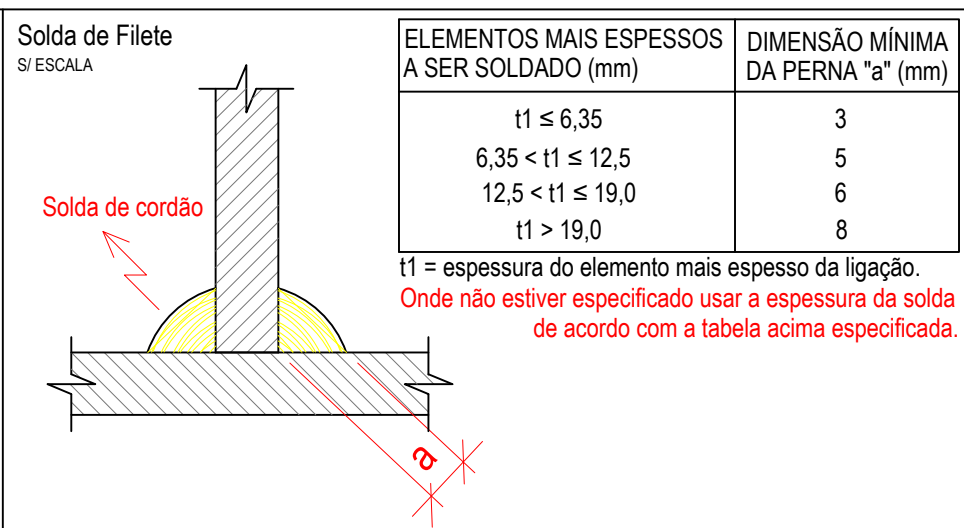 Solda de Filete
S/ ESCALA
Solda de cordão
a
ELEMENTOS MAIS ESPESSOS A SER SOLDADO (mm)
DIMENSÃO MÍNIMA DA PERNA "a" (mm)
t1 ≤ 6,35 3
6,35 < t1 ≤ 12,5 5
12,5 < t1 ≤ 19,0 6
t1 > 19,0 8
t1 = espessura do elemento mais espesso da ligação.
Onde não estiver especificado usar a espessura da solda
de acordo com a tabela acima especificada.